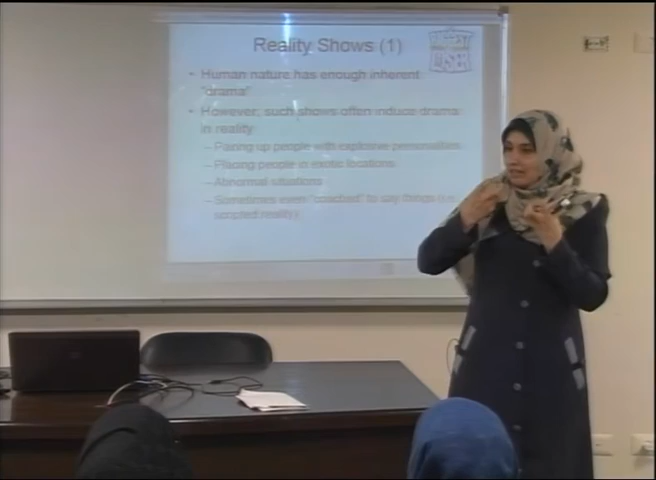 Reality Shows (1)
• Human nature has enough inherent
"drama"
• However, such shows often induce drama
in reality
– Pairing up people with explosive personalities
– Placing people in exotic locations
– Abnormal situations
– Sometimes even "coached" to say things (i.e.
scripted reality)